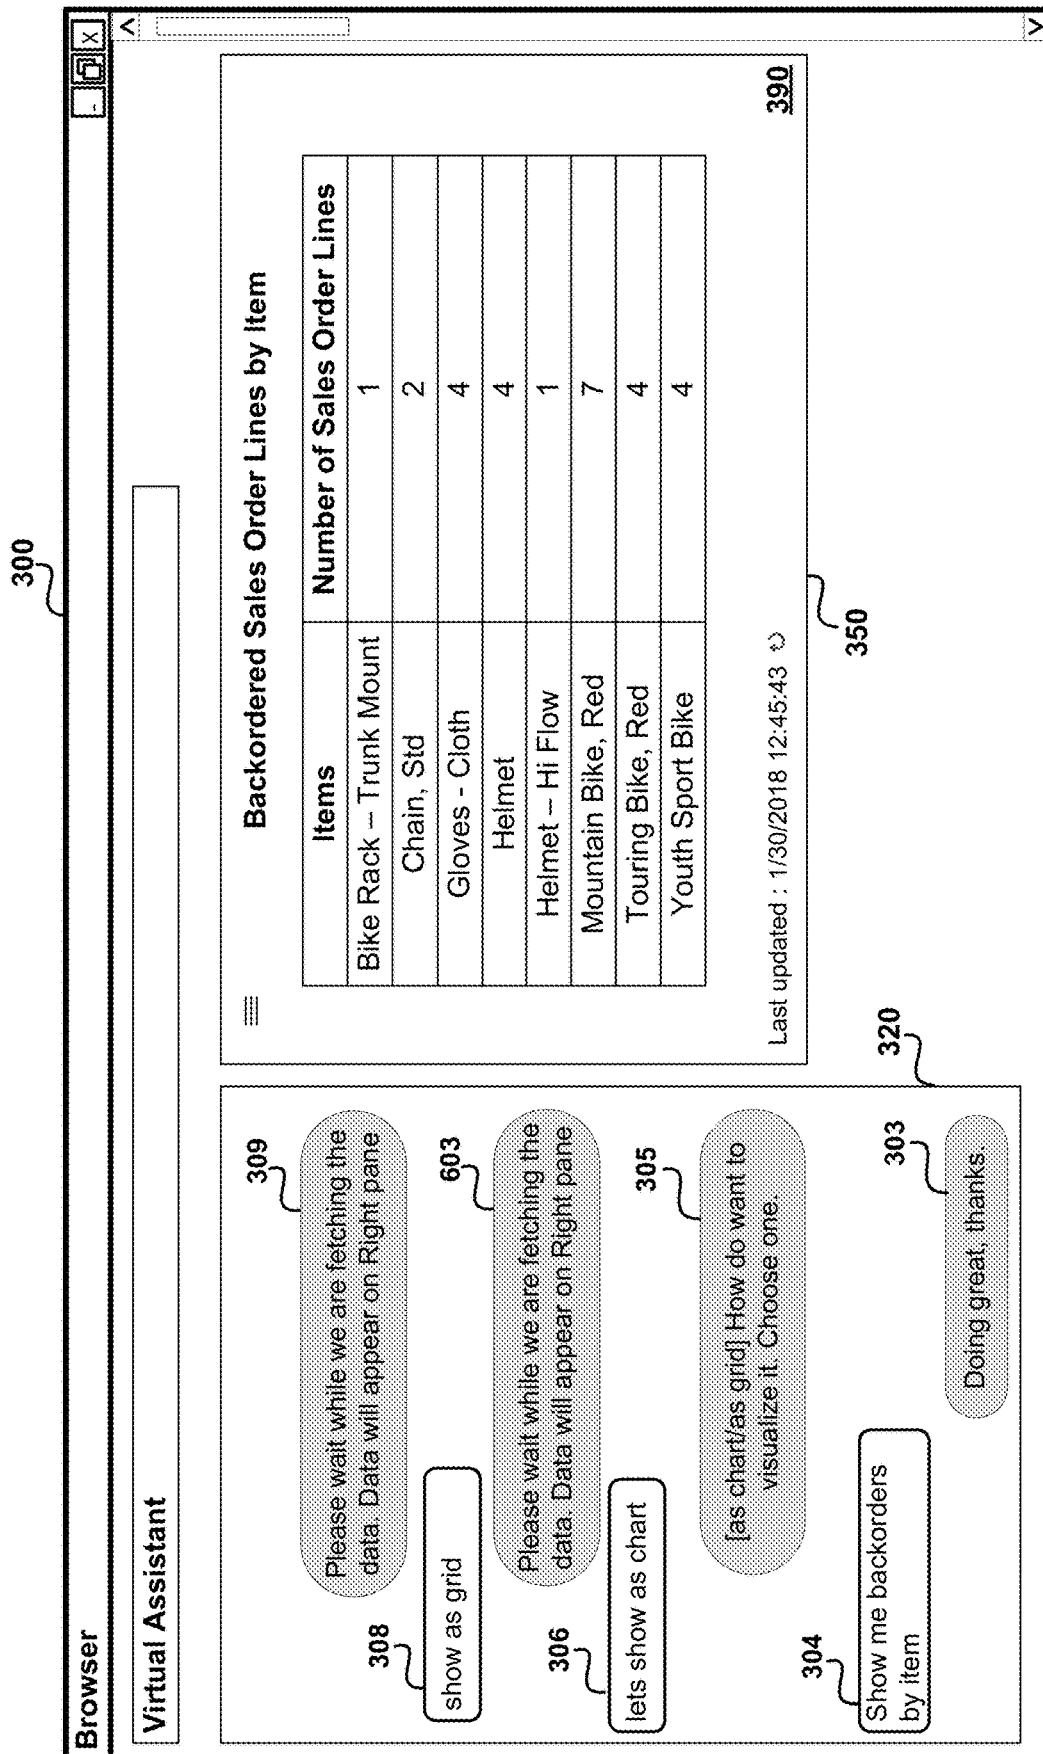 300
Browser
- X
Virtual Assistant
309
Please wait while we are fetching the
data. Data will appear on Right pane
308
show as grid
603
Please wait while we are fetching the
data. Data will appear on Right pane
306
lets show as chart
305
[as chart/as grid] How do want to
visualize it. Choose one.
304
Show me backorders
by item
303
Doing great, thanks.
320
Backordered Sales Order Lines by Item
Items Number of Sales Order Lines
Bike Rack – Trunk Mount 1
Chain, Std 2
Gloves - Cloth 4
Helmet 4
Helmet – Hi Flow 1
Mountain Bike, Red 7
Touring Bike, Red 4
Youth Sport Bike 4
Last updated : 1/30/2018 12:45:43
390
350